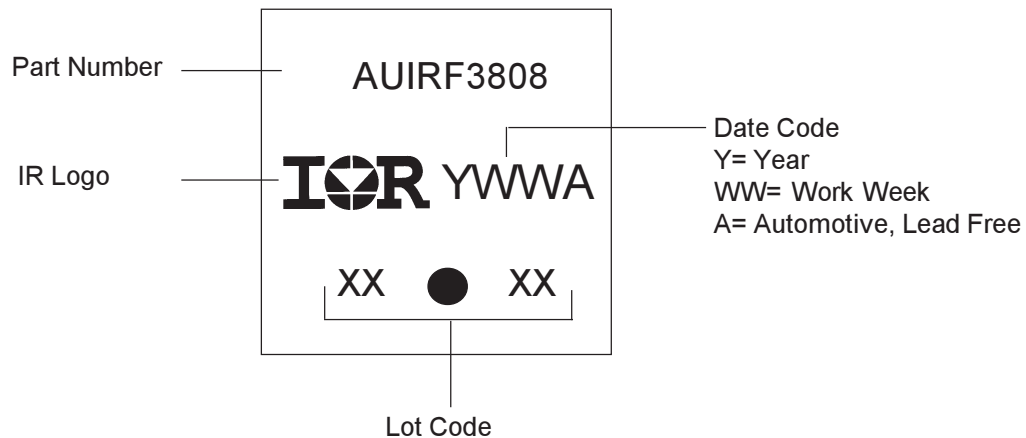 Part Number
AUIRF3808
IR Logo
IOR YWWA
Date Code
Y= Year
WW= Work Week
A= Automotive, Lead Free
XX XX
Lot Code